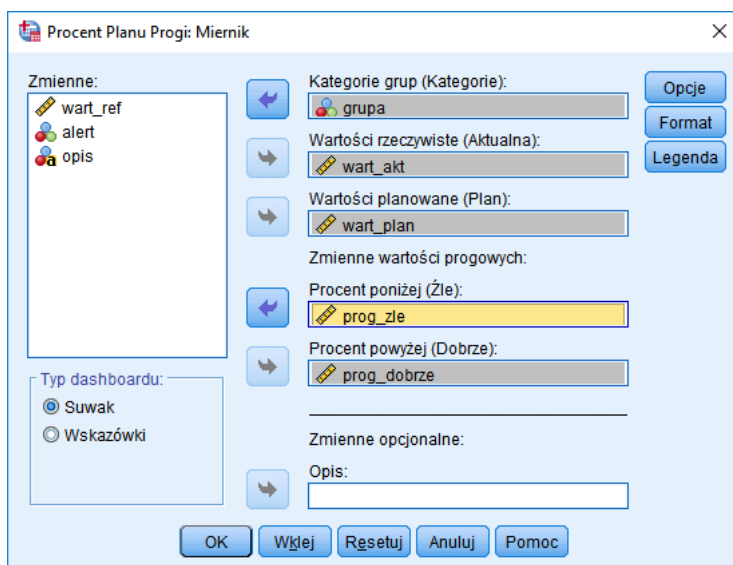 Procent Planu Progi: Miernik
Zmienne:
wart_ref
alert
opis
Kategorie grup (Kategorie):
grupa
Wartości rzeczywiste (Aktualna):
wart_akt
Wartości planowane (Plan):
wart_plan
Zmienne wartości progowych:
Procent poniżej (Źle):
prog_zle
Procent powyżej (Dobrze):
prog_dobrze
Zmienne opcjonalne:
Opis:
Opcje
Format
Legenda
Typ dashboardu:
Suwak
Wskazówki
OK
Wklej
Resetuj
Anuluj
Pomoc